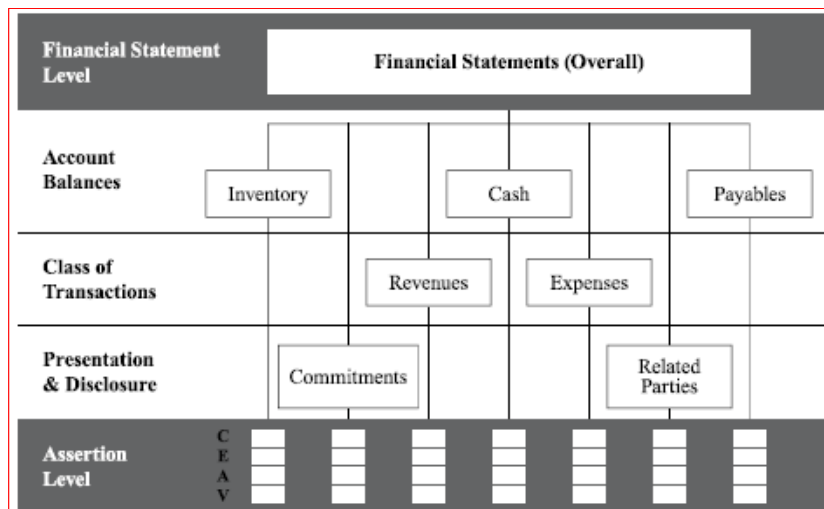 Financial Statement
Level
Financial Statements (Overall)
Account
Balances
Inventory
Cash
Payables
Class of
Transactions
Revenues
Expenses
Presentation
& Disclosure
Commitments
Related
Parties
Assertion
Level
C
E
A
V